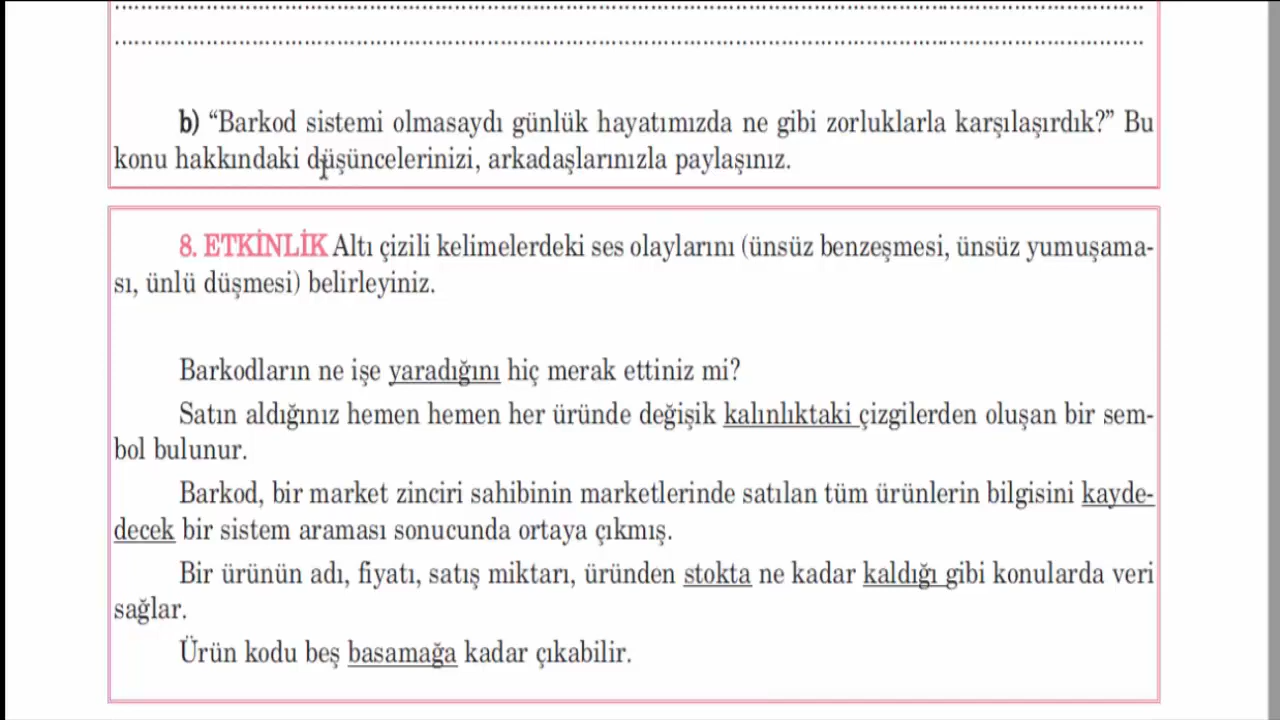 b) “Barkod sistemi olmasaydı günlük hayatımızda ne gibi zorluklarla karşılaşırdık?” Bu
konu hakkındaki düşüncelerinizi, arkadaşlarınızla paylaşınız.
8. ETKİNLİK Altı çizili kelimelerdeki ses olaylarını (ünsüz benzeşmesi, ünsüz yumuşama-
sı, ünlü düşmesi) belirleyiniz.
Barkodların ne işe yaradığını hiç merak ettiniz mi?
Satın aldığınız hemen hemen her üründe değişik kalınlıktaki çizgilerden oluşan bir sem-
bol bulunur.
Barkod, bir market zinciri sahibinin marketlerinde satılan tüm ürünlerin bilgisini kayde-
decek bir sistem araması sonucunda ortaya çıkmış.
Bir ürünün adı, fiyatı, satış miktarı, üründen stokta ne kadar kaldığı gibi konularda veri
sağlar.
Ürün kodu beş basamağa kadar çıkabilir.